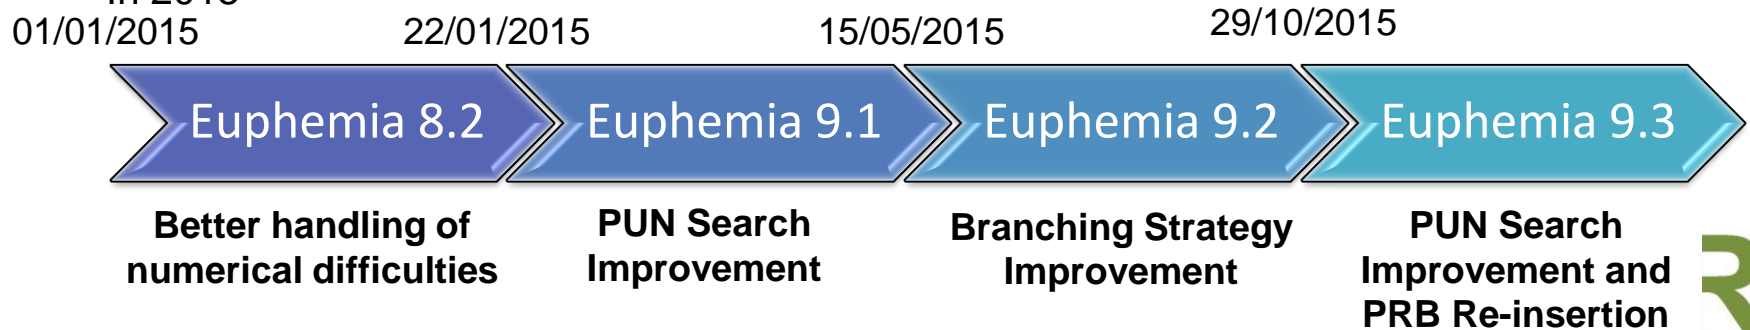 in 2015
01/01/2015 22/01/2015 15/05/2015 29/10/2015
Euphemia 8.2 Euphemia 9.1 Euphemia 9.2 Euphemia 9.3
Better handling of
numerical difficulties
PUN Search
Improvement
Branching Strategy
Improvement
PUN Search
Improvement and
PRB Re-insertion
R